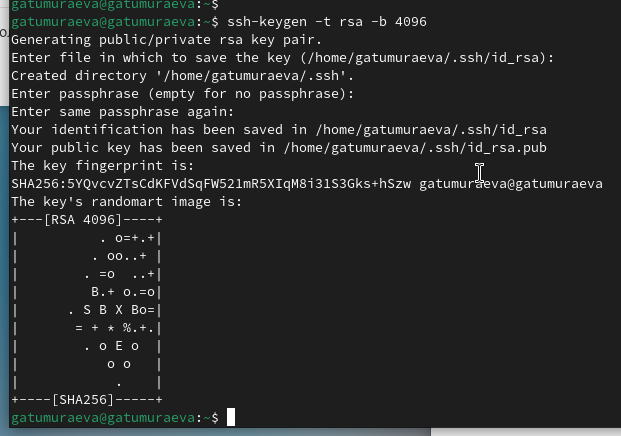 gatumuraeva@gatumuraeva:~$
gatumuraeva@gatumuraeva:~$ ssh-keygen -t rsa -b 4096
Generating public/private rsa key pair.
Enter file in which to save the key (/home/gatumuraeva/.ssh/id_rsa):
Created directory '/home/gatumuraeva/.ssh'.
Enter passphrase (empty for no passphrase):
Enter same passphrase again:
Your identification has been saved in /home/gatumuraeva/.ssh/id_rsa
Your public key has been saved in /home/gatumuraeva/.ssh/id_rsa.pub
The key fingerprint is:
SHA256:5YQvcvZTsCdKFVdSqFW521mR5XIqM8i31S3Gks+hSzw gatumuraeva@gatumuraeva
The key's randomart image is:
+---[RSA 4096]----+
|          . o=+.+|
|         . oo..+ |
|        . =o  ..+|
|         B.+ o.=o|
|      . S B X Bo=|
|       = + * %.+.|
|        . o E o  |
|           o o   |
|            .    |
+----[SHA256]-----+
gatumuraeva@gatumuraeva:~$